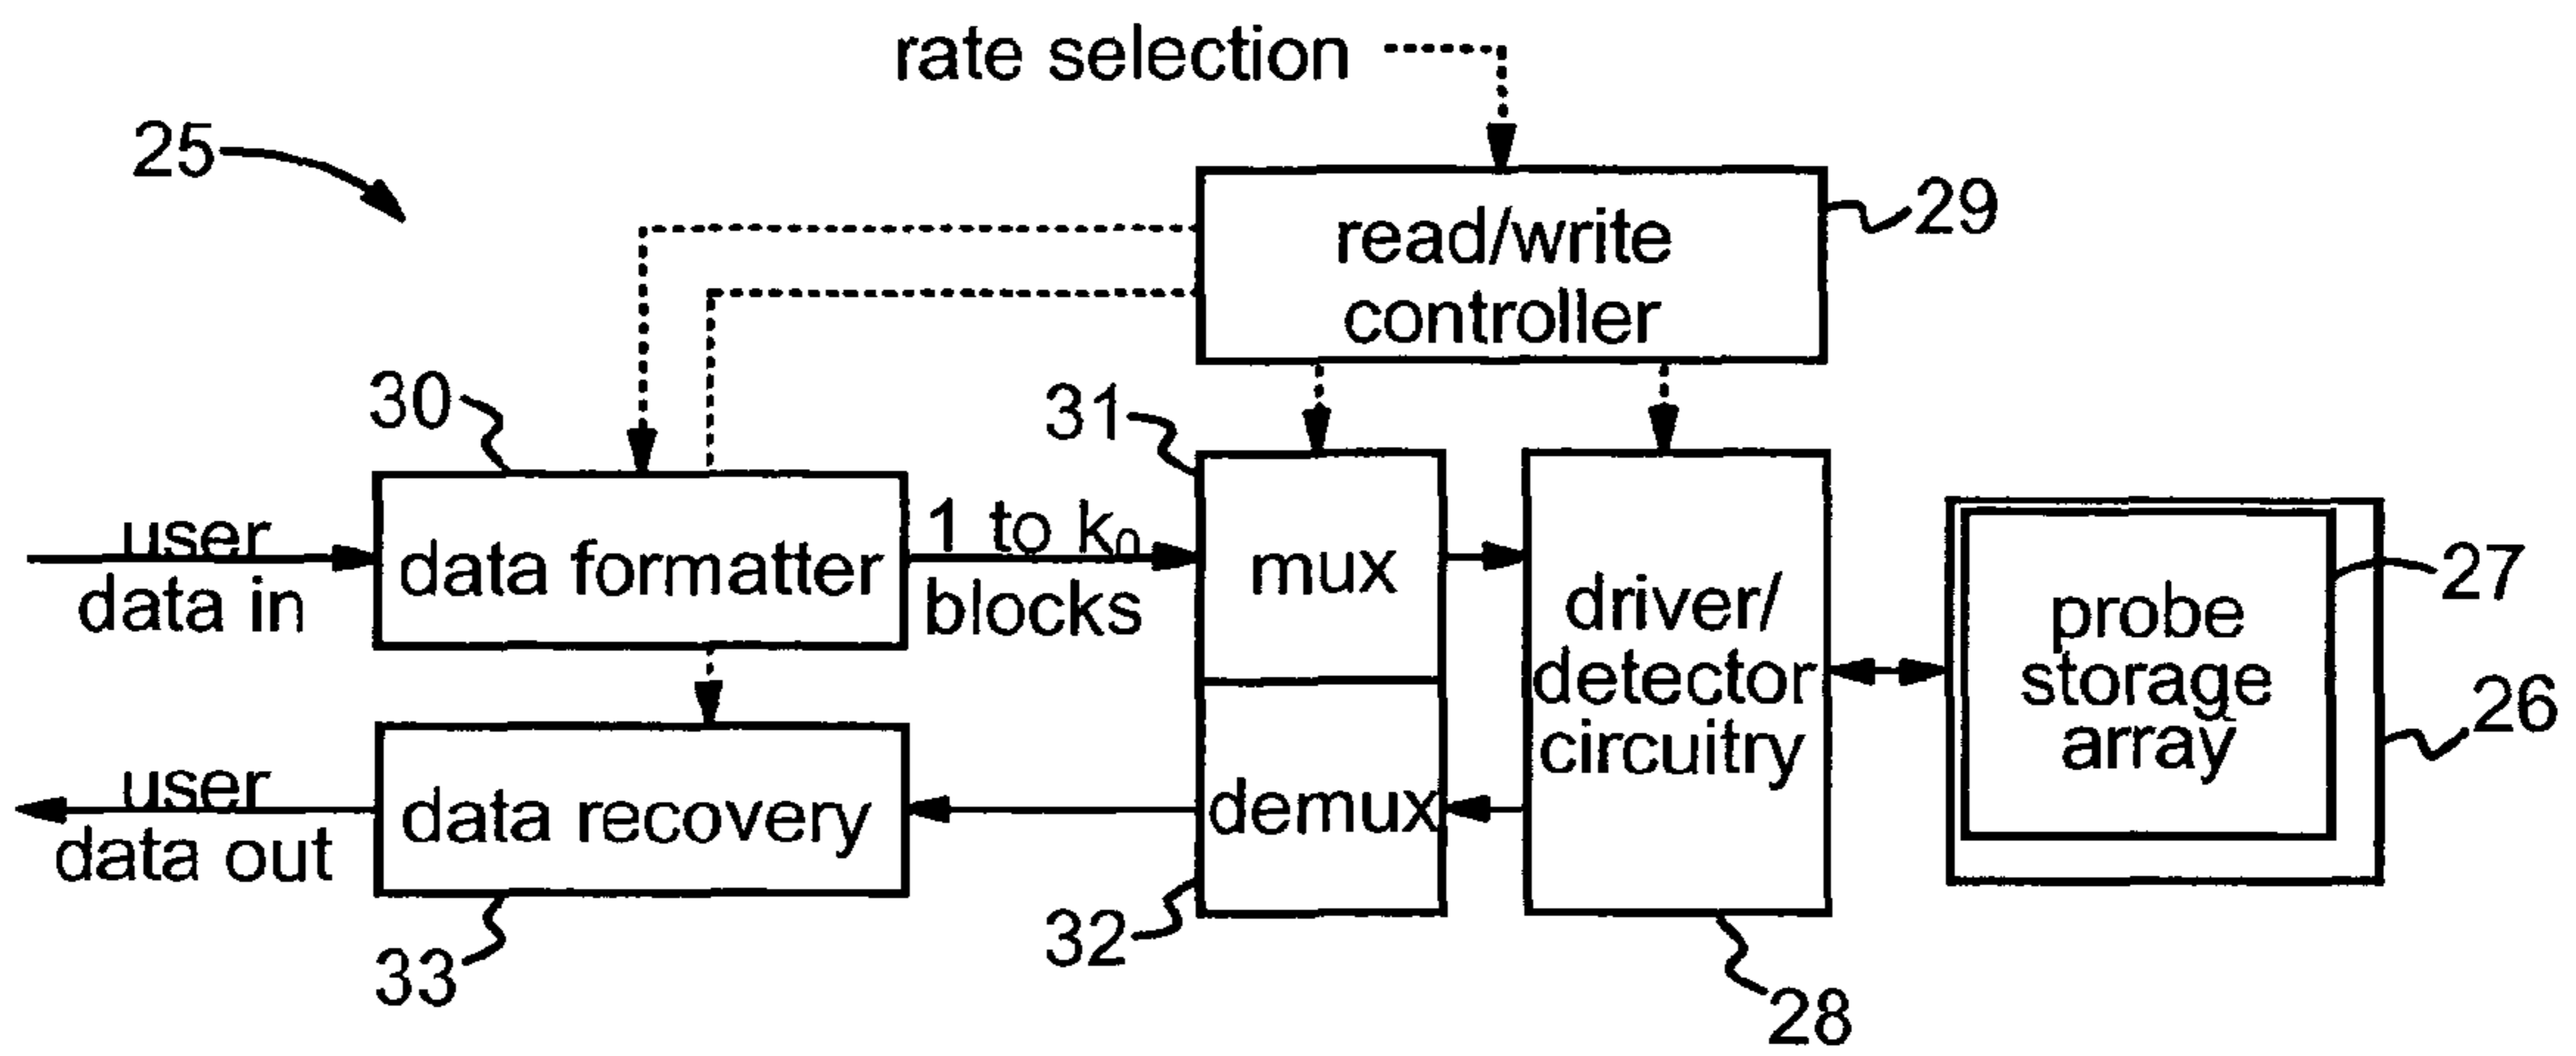 rate selection
25
29
read/write
controller
30
31
user
data in
data formatter
1 to k₀
blocks
mux
driver/
detector
circuitry
probe
storage
array
27
26
user
data out
data recovery
demux
33
32
28